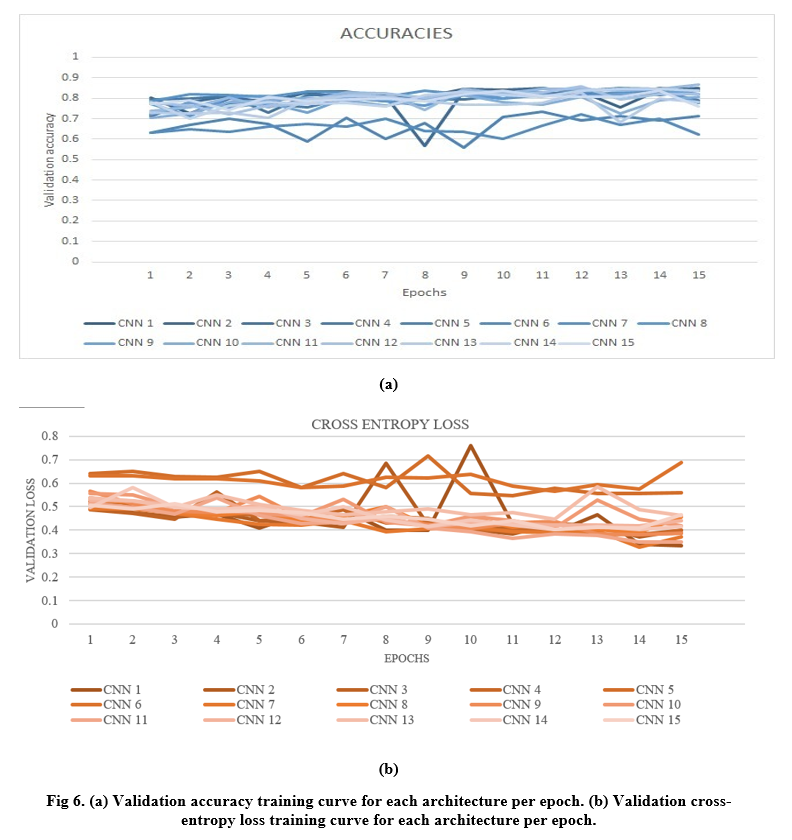 ACCURACIES
1
0.9
0.8
0.7
0.6
0.5
0.4
0.3
0.2
0.1
0
Validation accuracy
1 2 3 4 5 6 7 8 9 10 11 12 13 14 15
Epochs
CNN 1 CNN 2 CNN 3 CNN 4 CNN 5 CNN 6 CNN 7 CNN 8
CNN 9 CNN 10 CNN 11 CNN 12 CNN 13 CNN 14 CNN 15
(a)
CROSS ENTROPY LOSS
0.8
0.7
0.6
0.5
0.4
0.3
0.2
0.1
0
VALIDATION LOSS
1 2 3 4 5 6 7 8 9 10 11 12 13 14 15
EPOCHS
CNN 1 CNN 2 CNN 3 CNN 4 CNN 5
CNN 6 CNN 7 CNN 8 CNN 9 CNN 10
CNN 11 CNN 12 CNN 13 CNN 14 CNN 15
(b)
Fig 6. (a) Validation accuracy training curve for each architecture per epoch. (b) Validation cross-
entropy loss training curve for each architecture per epoch.